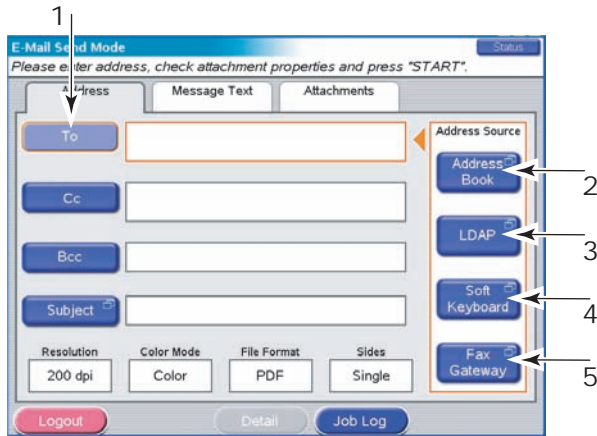 1
E-Mail Send Mode
Status
Please enter address, check attachment properties and press "START".
Address
Message Text
Attachments
To
Address Source
Address
Book
2
Cc
LDAP
3
Bcc
Soft
Keyboard
4
Subject
Resolution
Color Mode
File Format
Sides
200 dpi
Color
PDF
Single
Fax
Gateway
5
Logout
Detail
Job Log